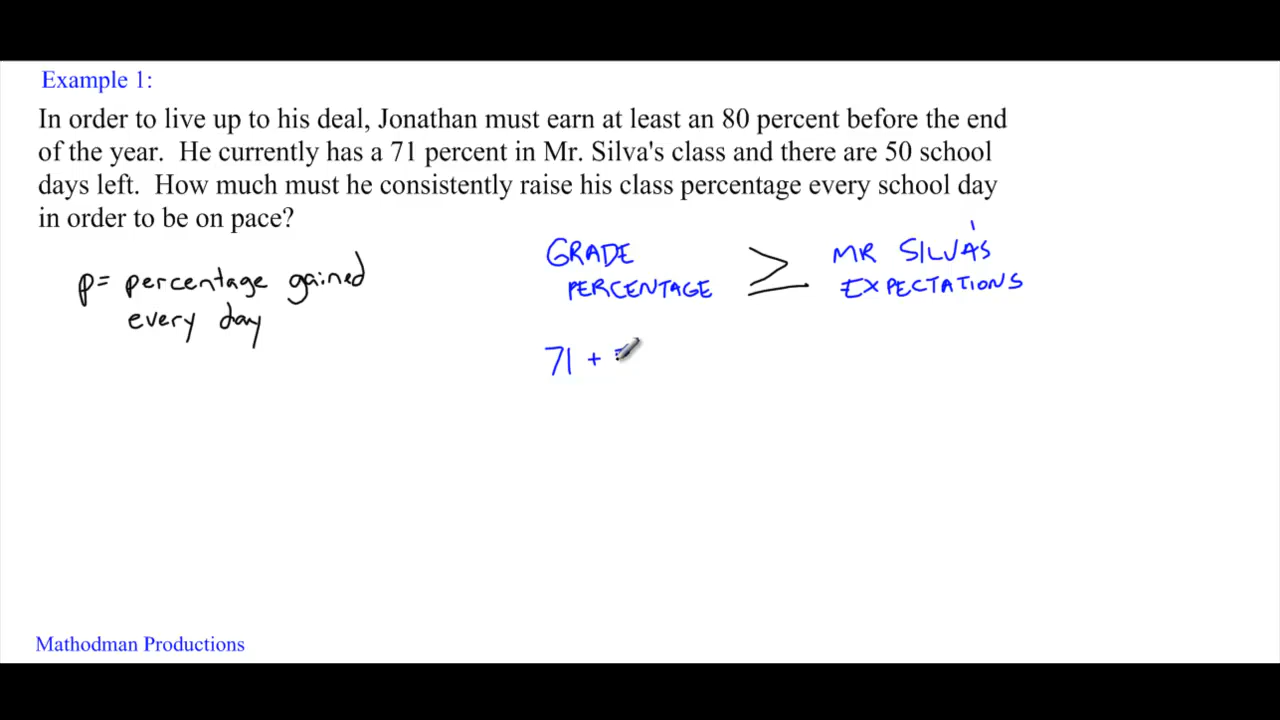 Example 1:
In order to live up to his deal, Jonathan must earn at least an 80 percent before the end
of the year. He currently has a 71 percent in Mr. Silva's class and there are 50 school
days left. How much must he consistently raise his class percentage every school day
in order to be on pace?
p= percentage gained
every day
GRADE
PERCENTAGE
≥
MR SILVA'S
EXPECTATIONS
71 +
Mathodman Productions